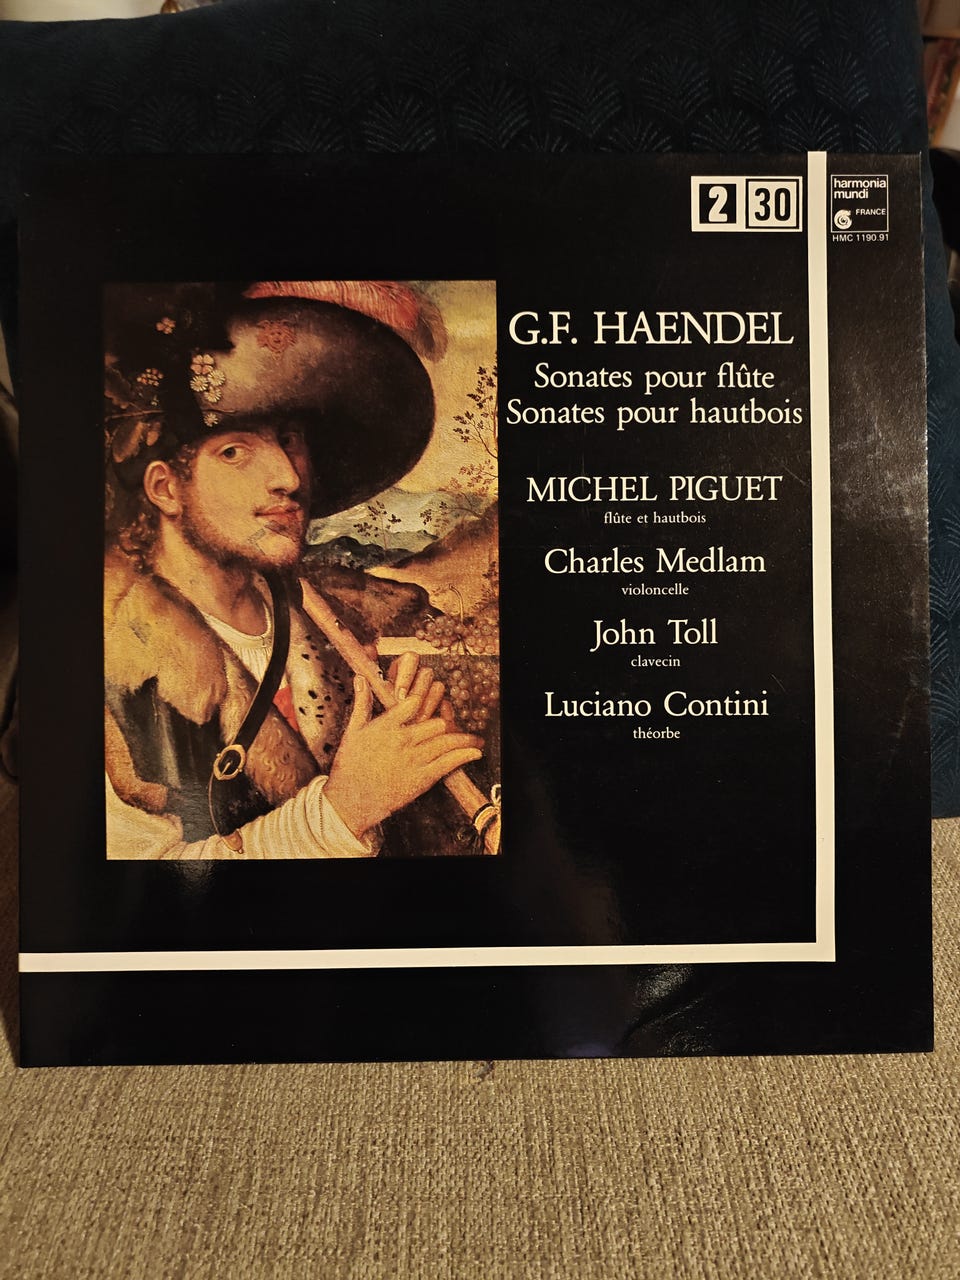 2 30
harmonia
mundi
FRANCE
HMC 1190.91
G.F. HAENDEL
Sonates pour flûte
Sonates pour hautbois
MICHEL PIGUET
flûte et hautbois
Charles Medlam
violoncelle
John Toll
clavecin
Luciano Contini
théorbe